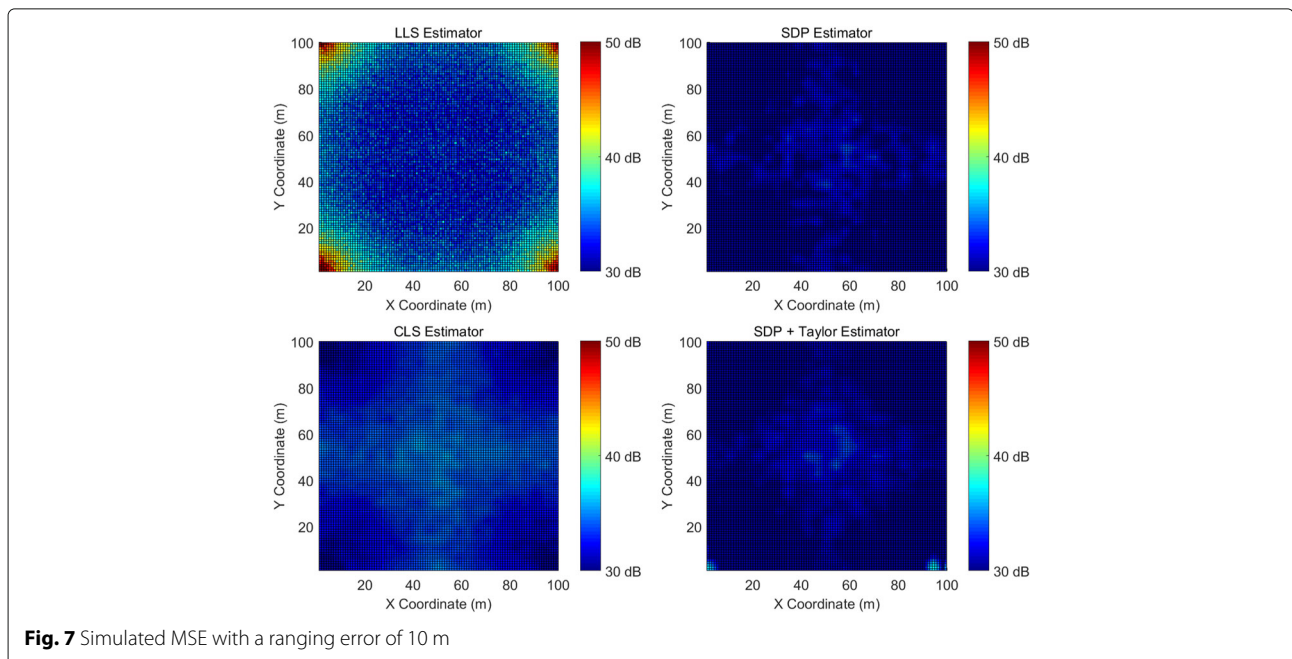 LLS Estimator
100
80
60
40
20
Y Coordinate (m)
20 40 60 80 100
X Coordinate (m)
50 dB
40 dB
30 dB
SDP Estimator
100
80
60
40
20
Y Coordinate (m)
20 40 60 80 100
X Coordinate (m)
50 dB
40 dB
30 dB
CLS Estimator
100
80
60
40
20
Y Coordinate (m)
20 40 60 80 100
X Coordinate (m)
50 dB
40 dB
30 dB
SDP + Taylor Estimator
100
80
60
40
20
Y Coordinate (m)
20 40 60 80 100
X Coordinate (m)
50 dB
40 dB
30 dB
Fig. 7 Simulated MSE with a ranging error of 10 m